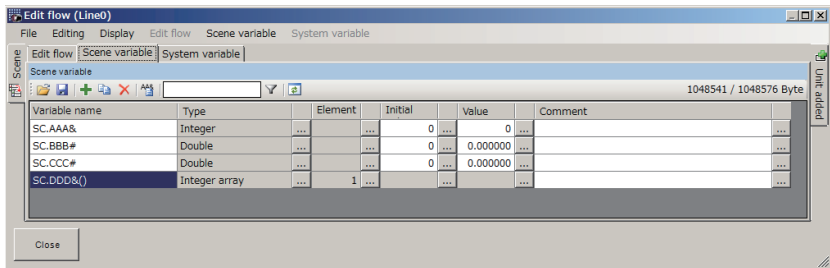 Edit flow (Line0)
File Editing Display Edit flow Scene variable System variable
Scene
Edit flow Scene variable System variable
Scene variable
1048541 / 1048576 Byte
Variable name Type Element Initial Value Comment
SC.AAA& Integer ... ... 0 ... 0 ... ...
SC.BBB# Double ... ... 0 ... 0.000000 ... ...
SC.CCC# Double ... ... 0 ... 0.000000 ... ...
SC.DDD&() Integer array ... 1 ... ... ... ...
Unit added
Close